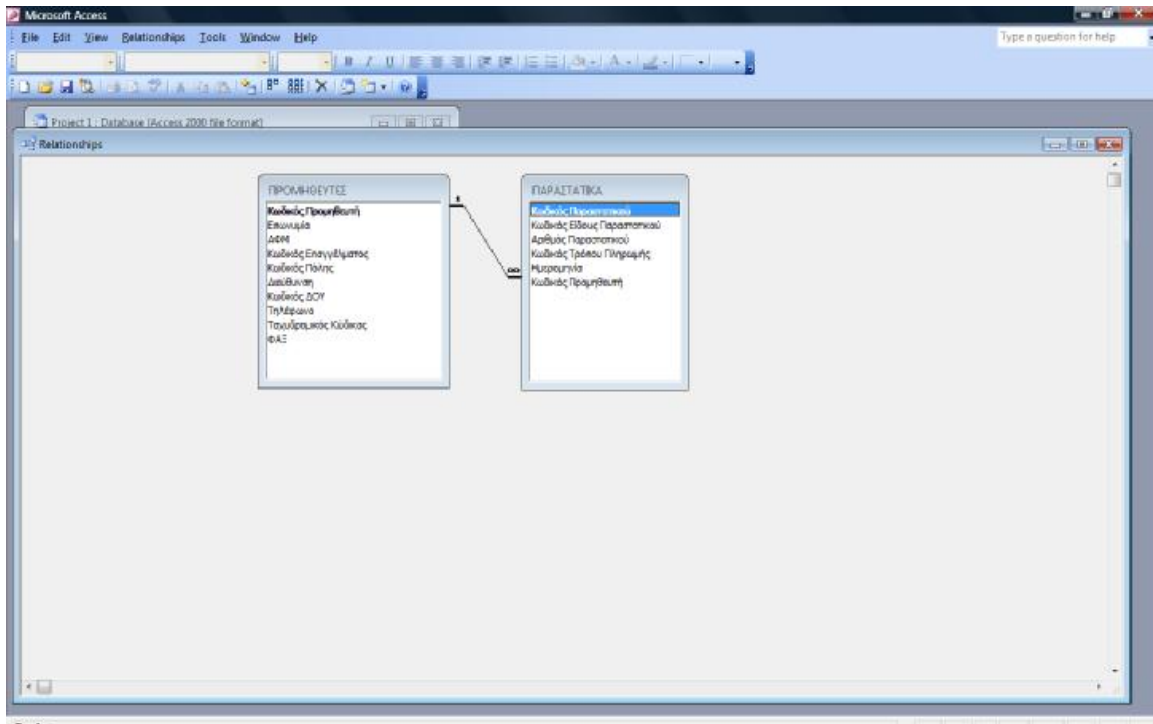 Microsoft Access
File Edit View Relationships Tools Window Help
Type a question for help
Project 1 : Database (Access 2000 file format)
Relationships
ΠΡΟΜΗΘΕΥΤΕΣ
Κωδικός Προμηθευτή
Επωνυμία
ΑΦΜ
Κωδικός Επαγγέλματος
Κωδικός Πόλης
Διεύθυνση
Κωδικός ΔΟΥ
Τηλέφωνο
Ταχυδρομικός Κώδικας
ΦΑΞ
1
∞
ΠΑΡΑΣΤΑΤΙΚΑ
Κωδικός Παραστατικού
Κωδικός Είδους Παραστατικού
Αριθμός Παραστατικού
Κωδικός Τρόπου Πληρωμής
Ημερομηνία
Κωδικός Προμηθευτή